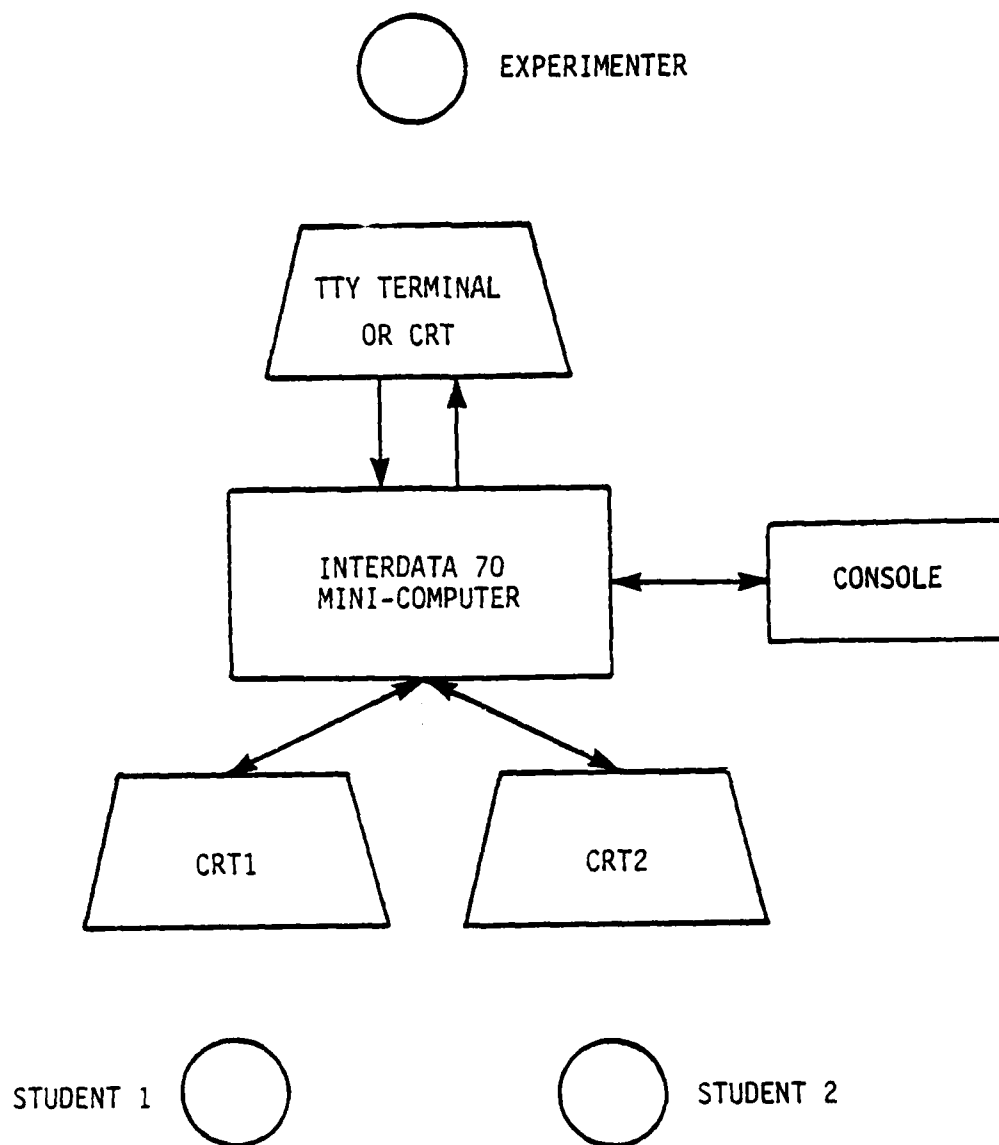 EXPERIMENTER
TTY TERMINAL
OR CRT
INTERDATA 70
MINI-COMPUTER
CONSOLE
CRT1
CRT2
STUDENT 1
STUDENT 2